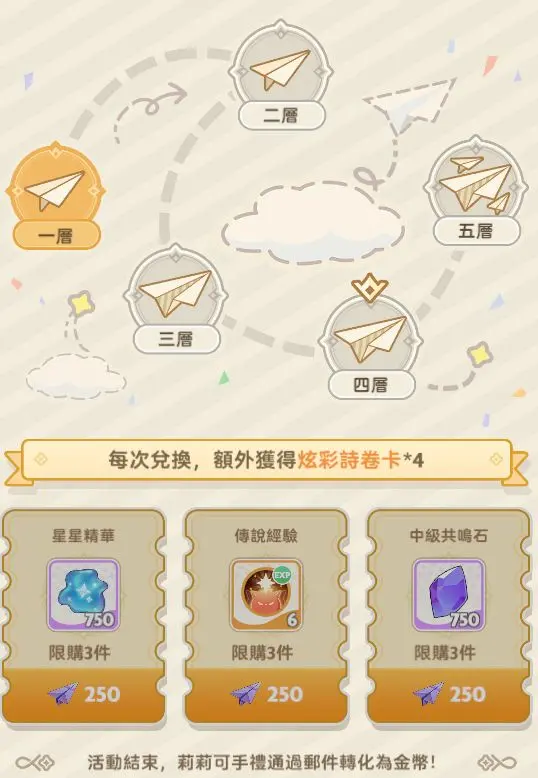 二層
一層
五層
三層
四層
每次兌換，額外獲得炫彩詩卷卡*4
星星精華
750
限購3件
250
傳說經驗
EXP
6
限購3件
250
中級共鳴石
750
限購3件
250
活動結束，莉莉可手禮通過郵件轉化為金幣！